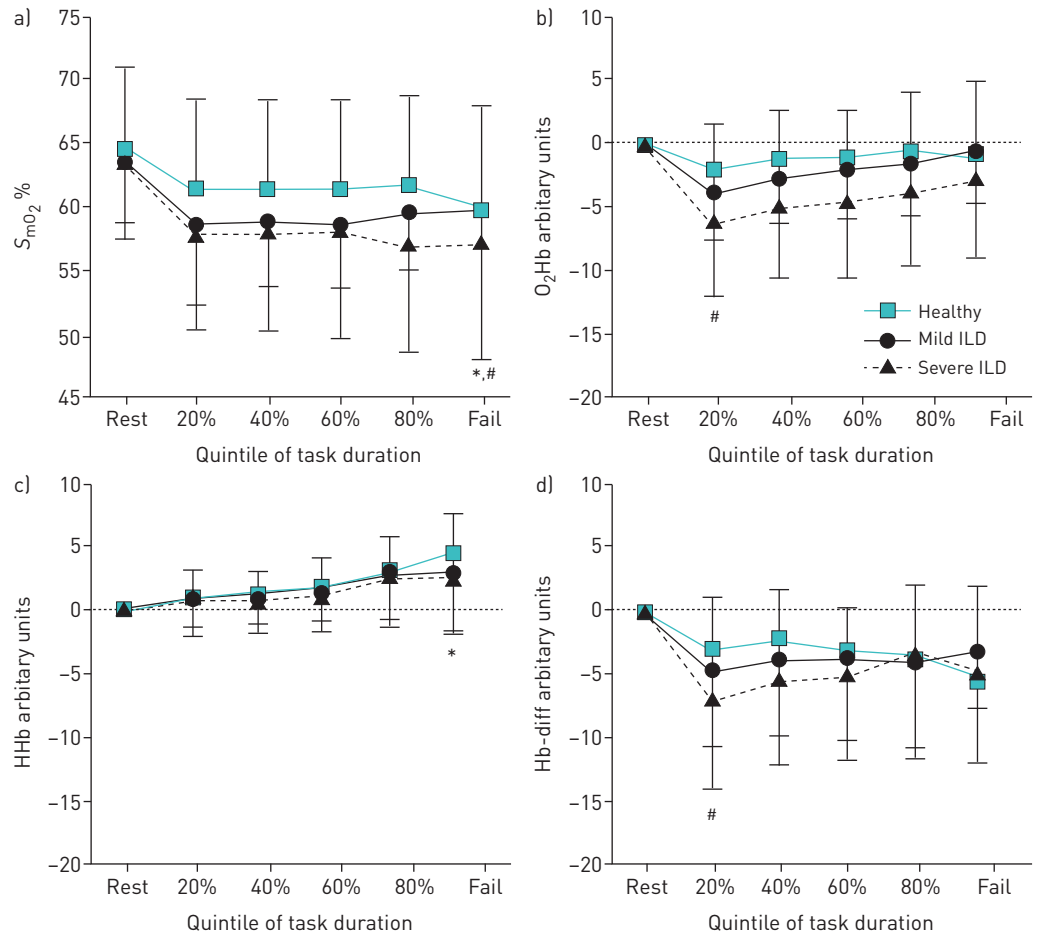 a)
75
70
65
60
55
50
45
SmO2 %
Rest 20% 40% 60% 80% Fail
Quintile of task duration
*,#
b)
10
5
0
–5
–10
–15
–20
O2Hb arbitary units
Rest 20% 40% 60% 80% Fail
Quintile of task duration
#
Healthy
Mild ILD
Severe ILD
c)
10
5
0
–5
–10
–15
–20
HHb arbitary units
Rest 20% 40% 60% 80% Fail
Quintile of task duration
*
d)
10
5
0
–5
–10
–15
–20
Hb-diff arbitary units
Rest 20% 40% 60% 80% Fail
Quintile of task duration
#